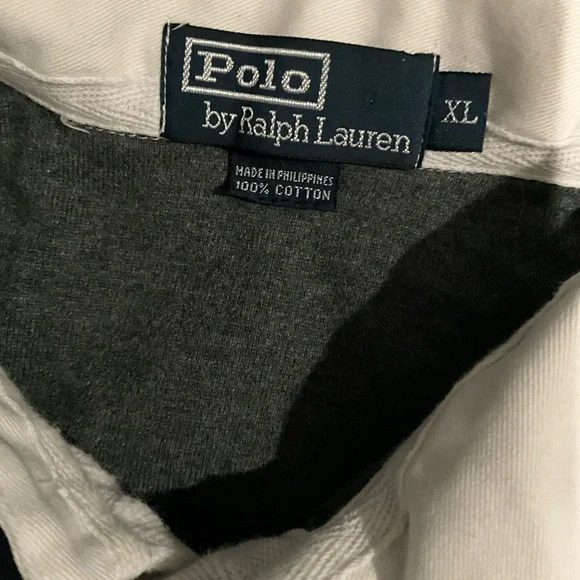 Polo
by Ralph Lauren
XL
MADE IN PHILIPPINES
100% COTTON